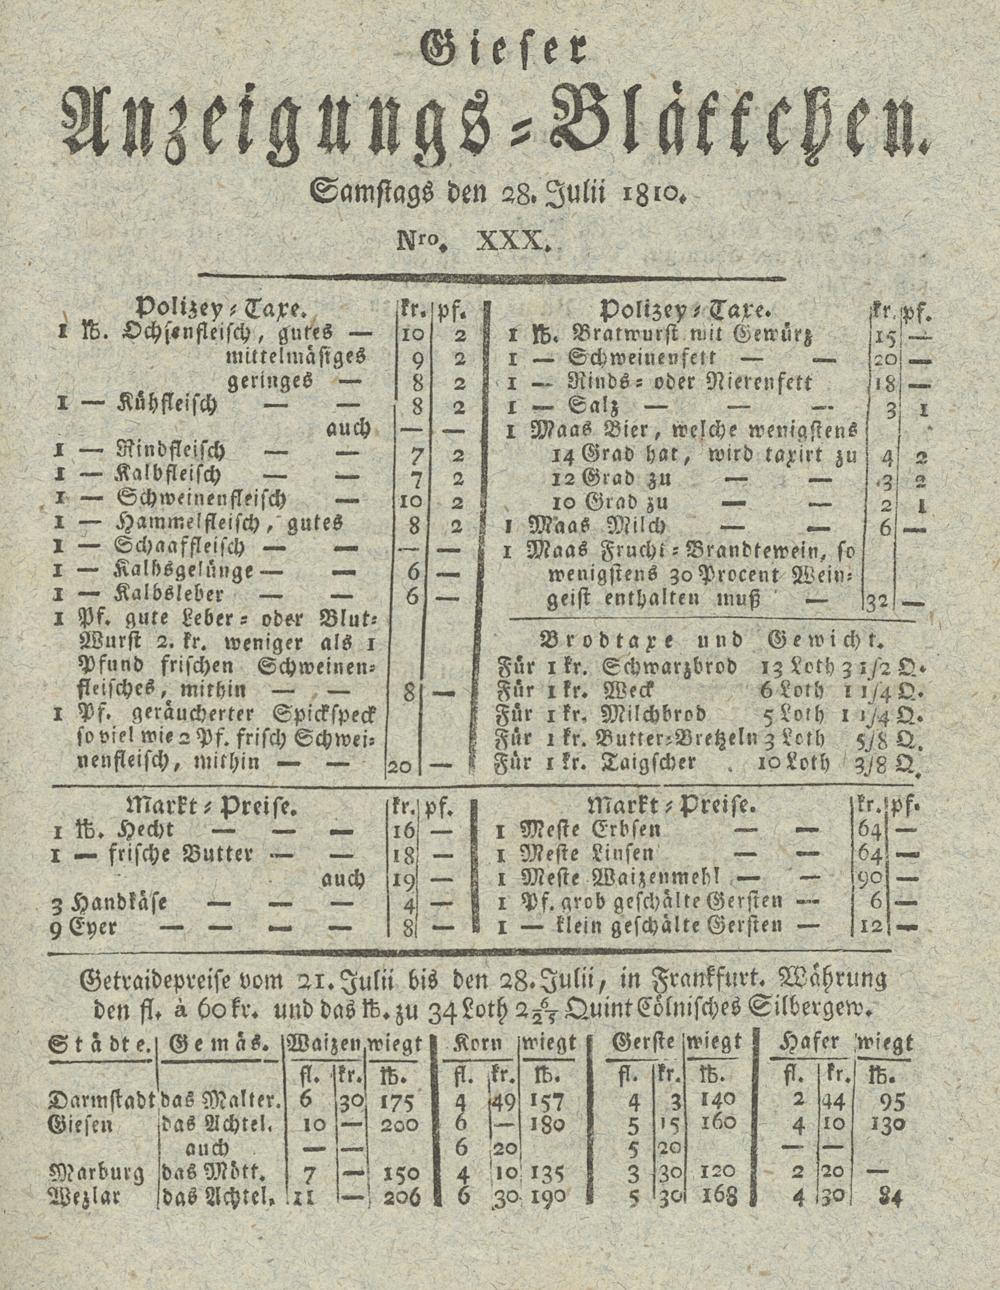 Gieser
Anzeigungs-Blättchen.
Samstags den 28. Julii 1810.
Nro. XXX.
Polizey-Taxe. kr. pf.
1 ℔. Ochsenfleisch, gutes — 10 2
mittelmäsiges 9 2
geringes — 8 2
1 — Kühfleisch — — 8 2
auch — —
1 — Rindfleisch — — 7 2
1 — Kalbfleisch — — 7 2
1 — Schweinenfleisch — 10 2
1 — Hammelfleisch, gutes 8 2
1 — Schaaffleisch — — — —
1 — Kalbsgelünge — — 6 —
1 — Kalbsleber — — 6 —
1 Pf. gute Leber- oder Blut-
Wurst 2. kr. weniger als 1
Pfund frischen Schweinen-
fleisches, mithin — — 8 —
1 Pf. geräucherter Spickspeck
so viel wie 2 Pf. frisch Schwei-
nenfleisch, mithin — — 20 —
Polizey-Taxe. kr. pf.
1 ℔. Bratwurst mit Gewürz 15 —
1 — Schweinenfett — — 20 —
1 — Rinds- oder Nierenfett 18 —
1 — Salz — — — 3 1
1 Maas Bier, welche wenigstens
14 Grad hat, wird taxirt zu 4 2
12 Grad zu — — 3 2
10 Grad zu — — 2 1
1 Maas Milch — — 6 —
1 Maas Frucht-Brandtewein, so
wenigstens 30 Procent Wein-
geist enthalten muß — 32 —
Brodtaxe und Gewicht.
Für 1 kr. Schwarzbrod 13 Loth 3 1/2 Q.
Für 1 kr. Weck 6 Loth 1 1/4 Q.
Für 1 kr. Milchbrod 5 Loth 1 1/4 Q.
Für 1 kr. Butter-Bretzeln 3 Loth 5/8 Q.
Für 1 kr. Taigscher 10 Loth 3/8 Q.
Markt-Preise. kr. pf.
1 ℔. Hecht — — — 16 —
1 — frische Butter — — 18 —
auch 19 —
3 Handkäse — — — 4 —
9 Eyer — — — — 8 —
Markt-Preise. kr. pf.
1 Meste Erbsen — — 64 —
1 Meste Linsen — — 64 —
1 Meste Waizenmehl — — 90 —
1 Pf. grob geschälte Gersten — 6 —
1 — klein geschälte Gersten — 12 —
Getraidepreise vom 21. Julii bis den 28. Julii, in Frankfurt. Währung
den fl. à 60 kr. und das ℔. zu 34 Loth 2 6/25 Quint Cölnisches Silbergew.
Städte. Gemäs. Waizen wiegt Korn wiegt Gerste wiegt Hafer wiegt
fl. kr. ℔. fl. kr. ℔. fl. kr. ℔. fl. kr. ℔.
Darmstadt das Malter. 6 30 175 4 49 157 4 3 140 2 44 95
Giesen das Achtel. 10 — 200 6 — 180 5 15 160 4 10 130
auch — — 6 20 5 20 — —
Marburg das Mött. 7 — 150 4 10 135 3 30 120 2 20 —
Wezlar das Achtel. 11 — 206 6 30 190 5 30 168 4 30 84